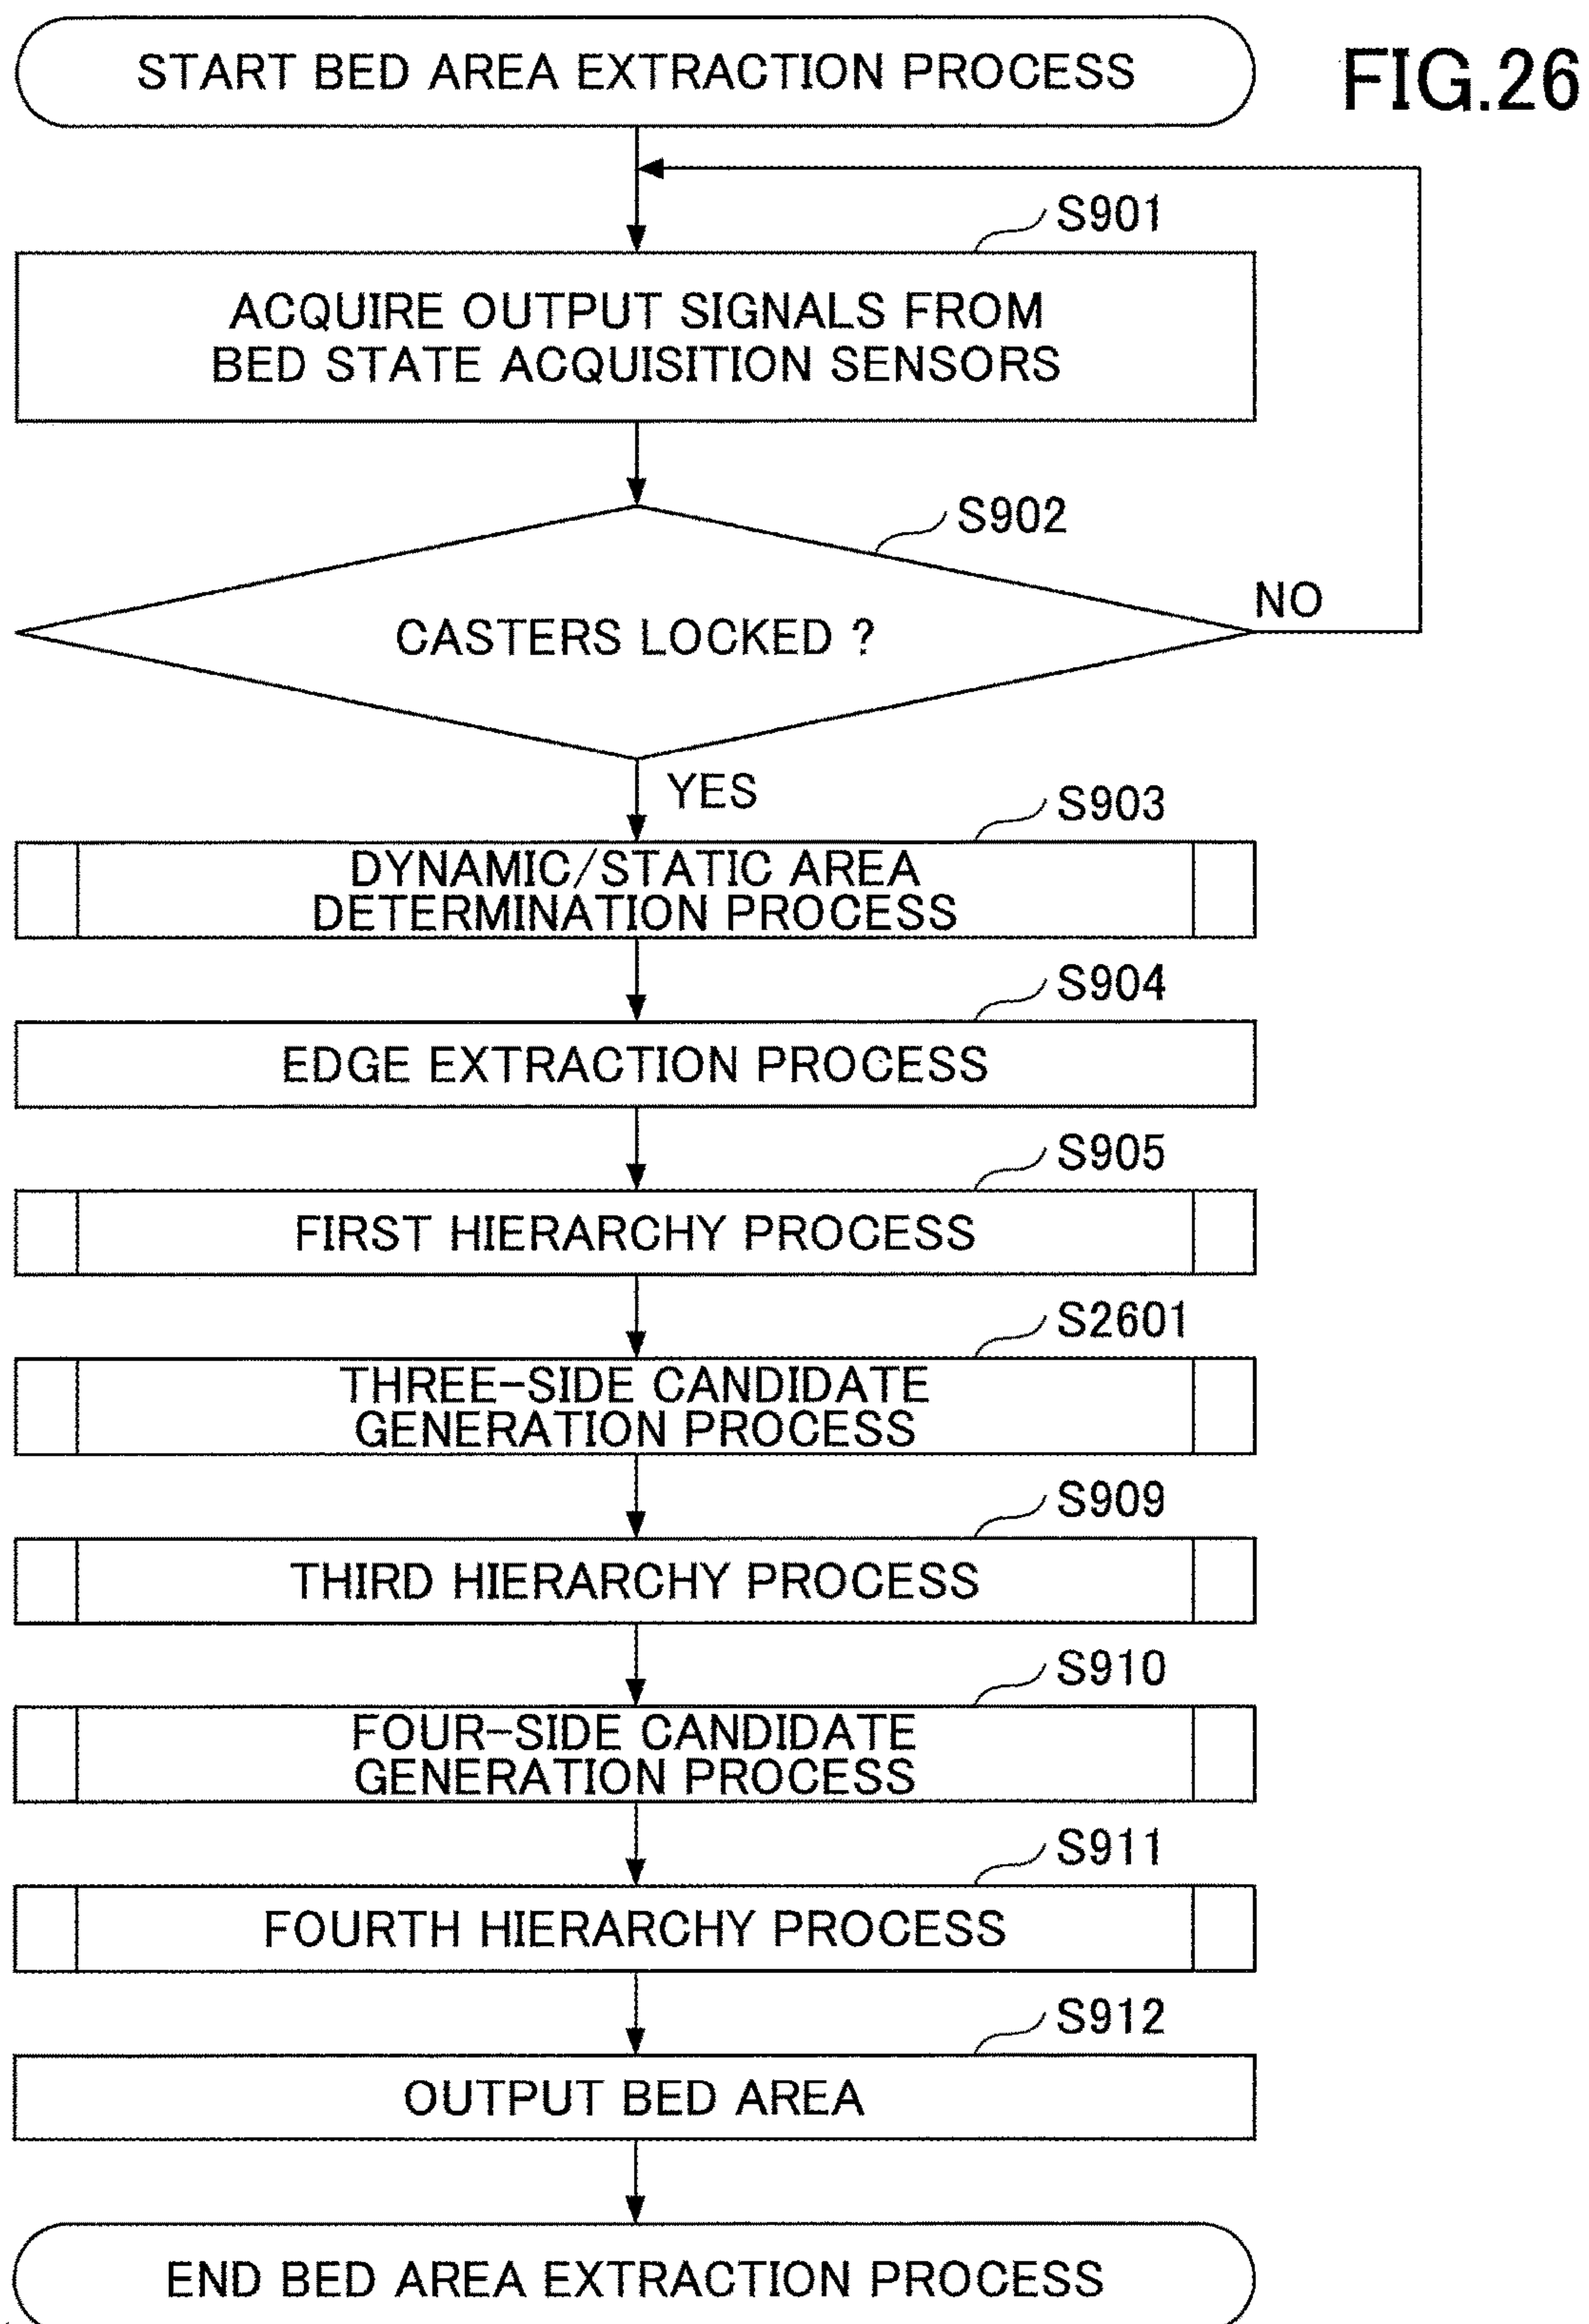 START BED AREA EXTRACTION PROCESS
FIG.26
S901
ACQUIRE OUTPUT SIGNALS FROM
BED STATE ACQUISITION SENSORS
S902
CASTERS LOCKED ?
NO
YES
S903
DYNAMIC/STATIC AREA
DETERMINATION PROCESS
S904
EDGE EXTRACTION PROCESS
S905
FIRST HIERARCHY PROCESS
S2601
THREE-SIDE CANDIDATE
GENERATION PROCESS
S909
THIRD HIERARCHY PROCESS
S910
FOUR-SIDE CANDIDATE
GENERATION PROCESS
S911
FOURTH HIERARCHY PROCESS
S912
OUTPUT BED AREA
END BED AREA EXTRACTION PROCESS